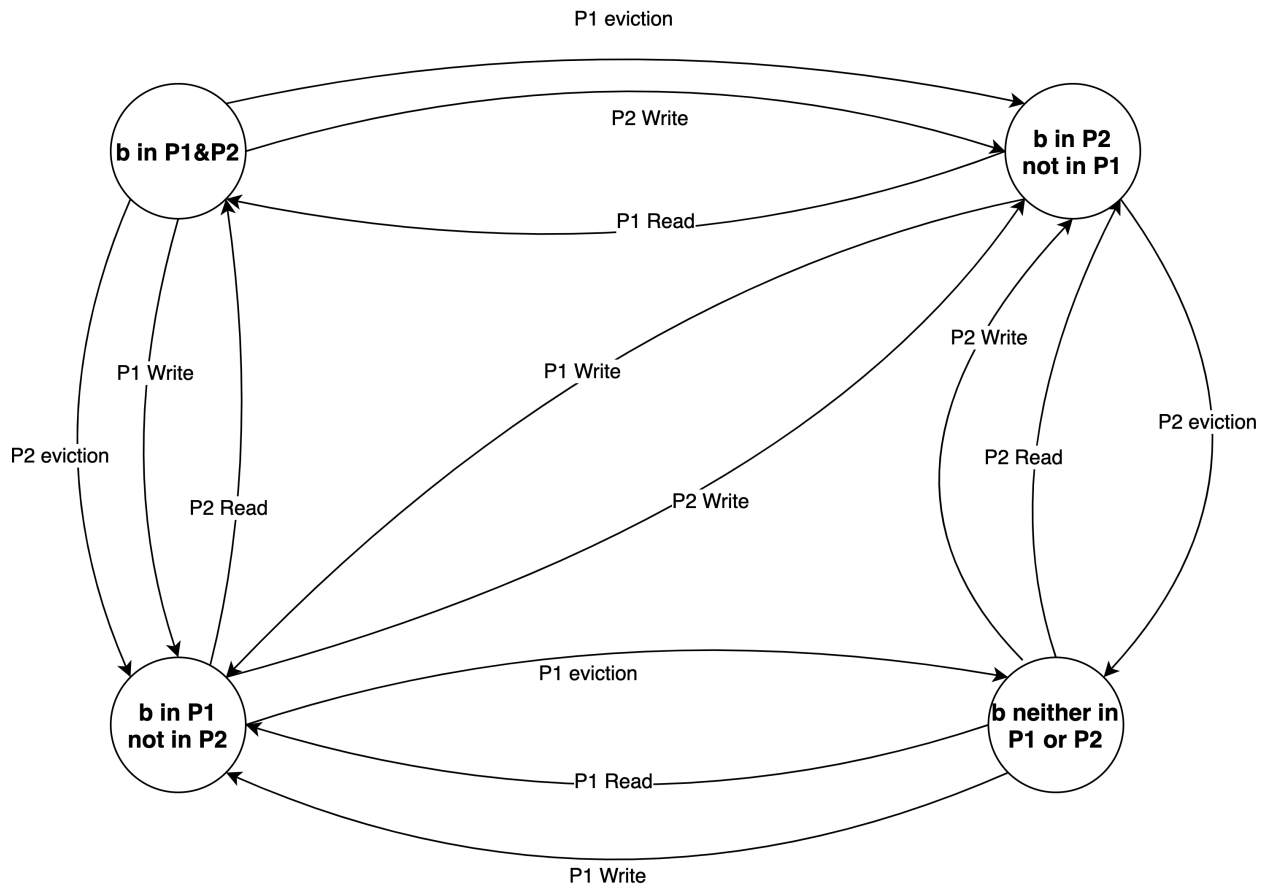 P1 eviction
P2 Write
b in P1&P2
b in P2
not in P1
P1 Read
P2 Write
P1 Write
P1 Write
P2 eviction
P2 eviction
P2 Read
P2 Read
P2 Write
P1 eviction
b in P1
not in P2
b neither in
P1 or P2
P1 Read
P1 Write